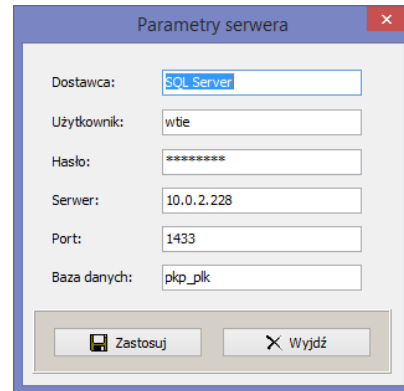 Parametry serwera
Dostawca: SQL Server
Użytkownik: wtie
Hasło: ********
Serwer: 10.0.2.228
Port: 1433
Baza danych: pkp_plk
Zastosuj Wyjdź